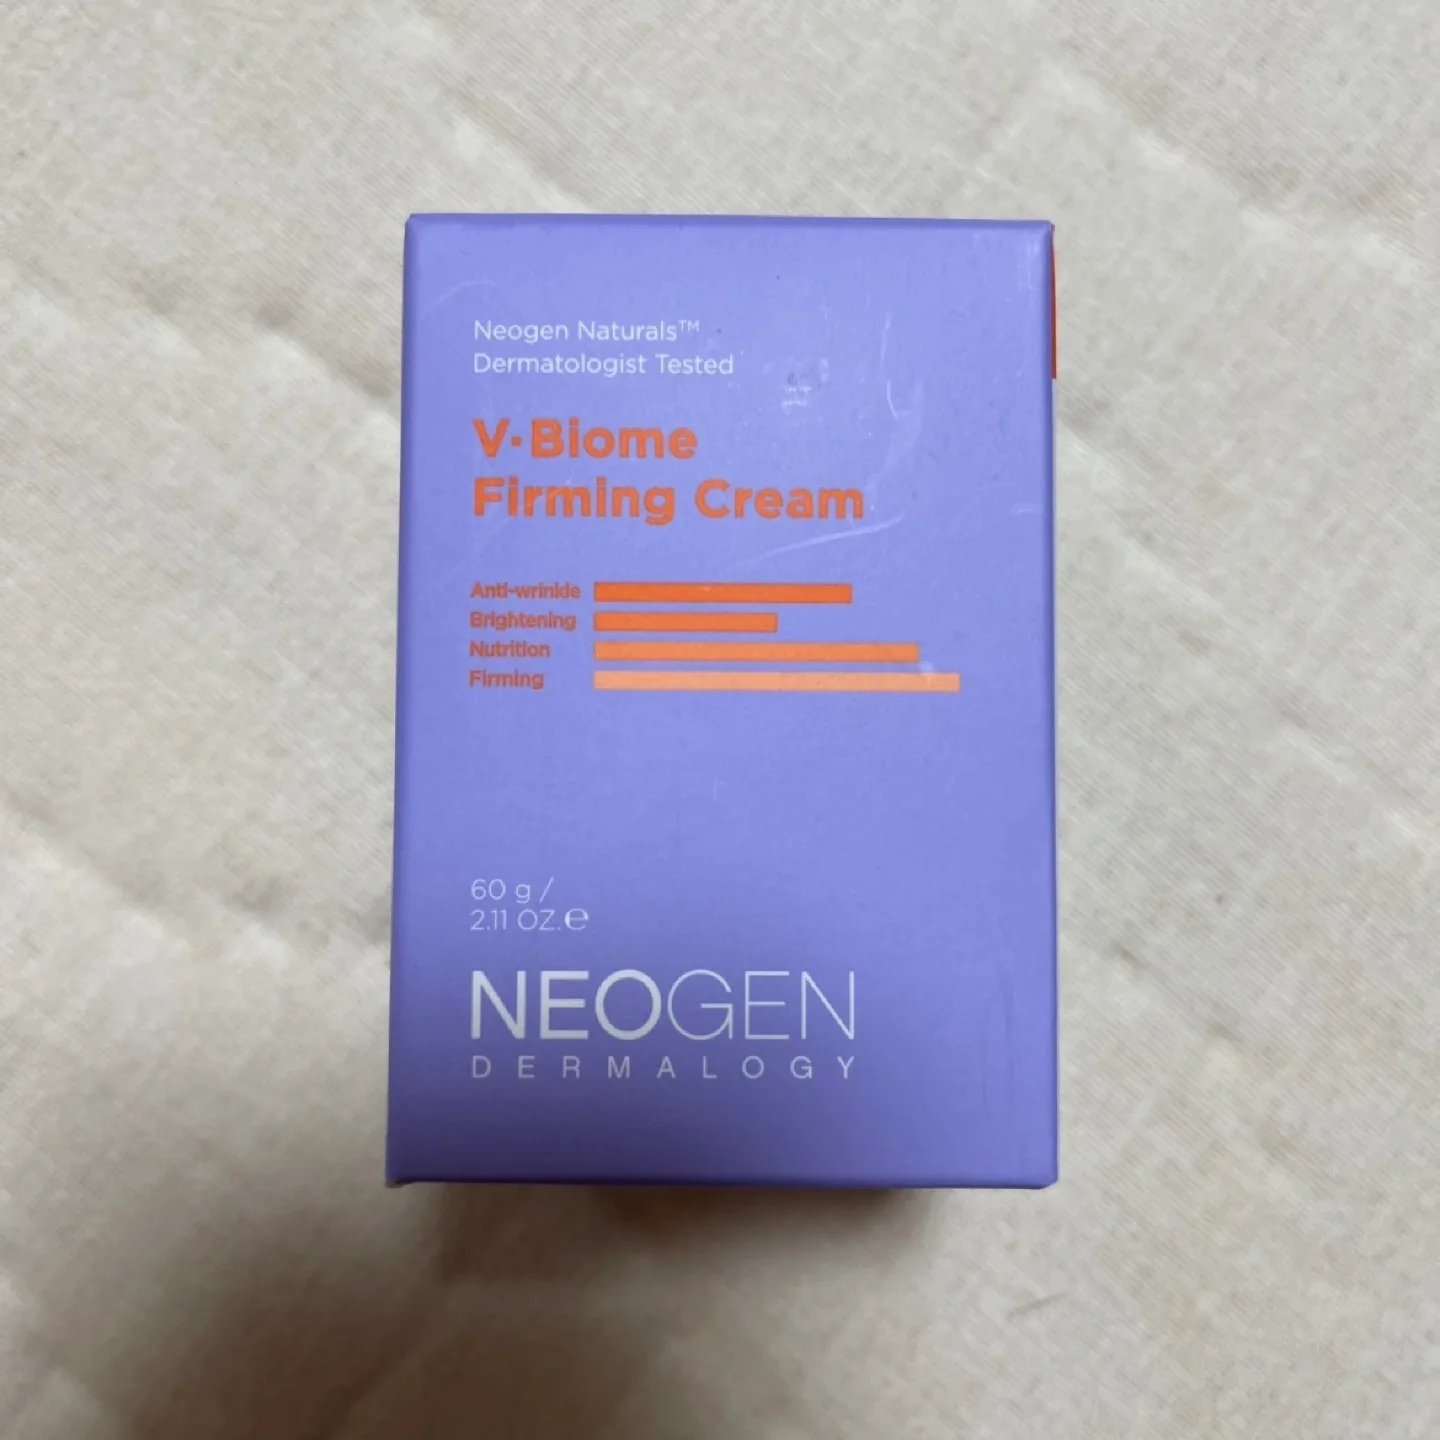 Neogen Naturals™
Dermatologist Tested
V·Biome
Firming Cream
Anti-wrinkle
Brightening
Nutrition
Firming
60 g /
2.11 OZ.℮
NEOGEN
DERMALOGY